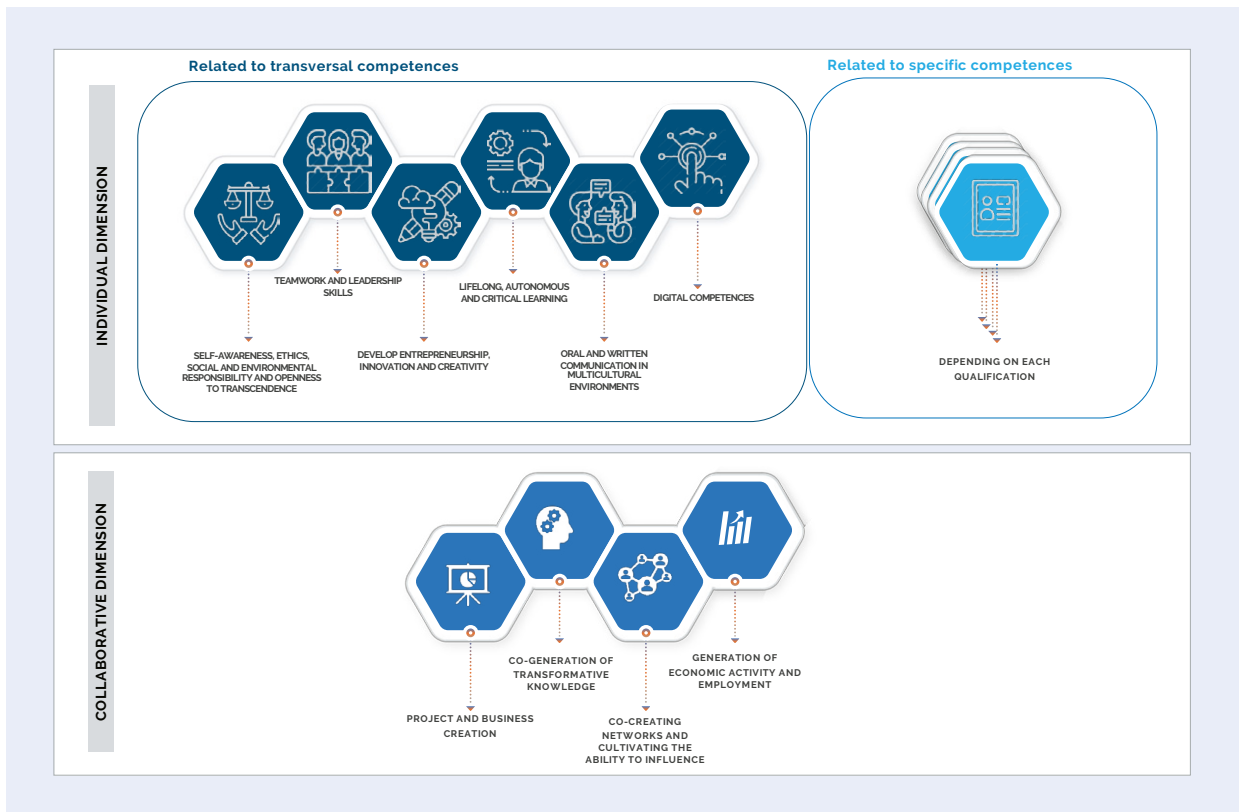 Related to transversal competences
Related to specific competences
INDIVIDUAL DIMENSION
TEAMWORK AND LEADERSHIP
SKILLS
LIFELONG, AUTONOMOUS
AND CRITICAL LEARNING
DIGITAL COMPETENCES
SELF-AWARENESS, ETHICS,
SOCIAL AND ENVIRONMENTAL
RESPONSIBILITY AND OPENNESS
TO TRANSCENDENCE
DEVELOP ENTREPRENEURSHIP,
INNOVATION AND CREATIVITY
ORAL AND WRITTEN
COMMUNICATION IN
MULTICULTURAL
ENVIRONMENTS
DEPENDING ON EACH
QUALIFICATION
COLLABORATIVE DIMENSION
CO-GENERATION OF
TRANSFORMATIVE
KNOWLEDGE
GENERATION OF
ECONOMIC ACTIVITY AND
EMPLOYMENT
PROJECT AND BUSINESS
CREATION
CO-CREATING
NETWORKS AND
CULTIVATING THE
ABILITY TO INFLUENCE